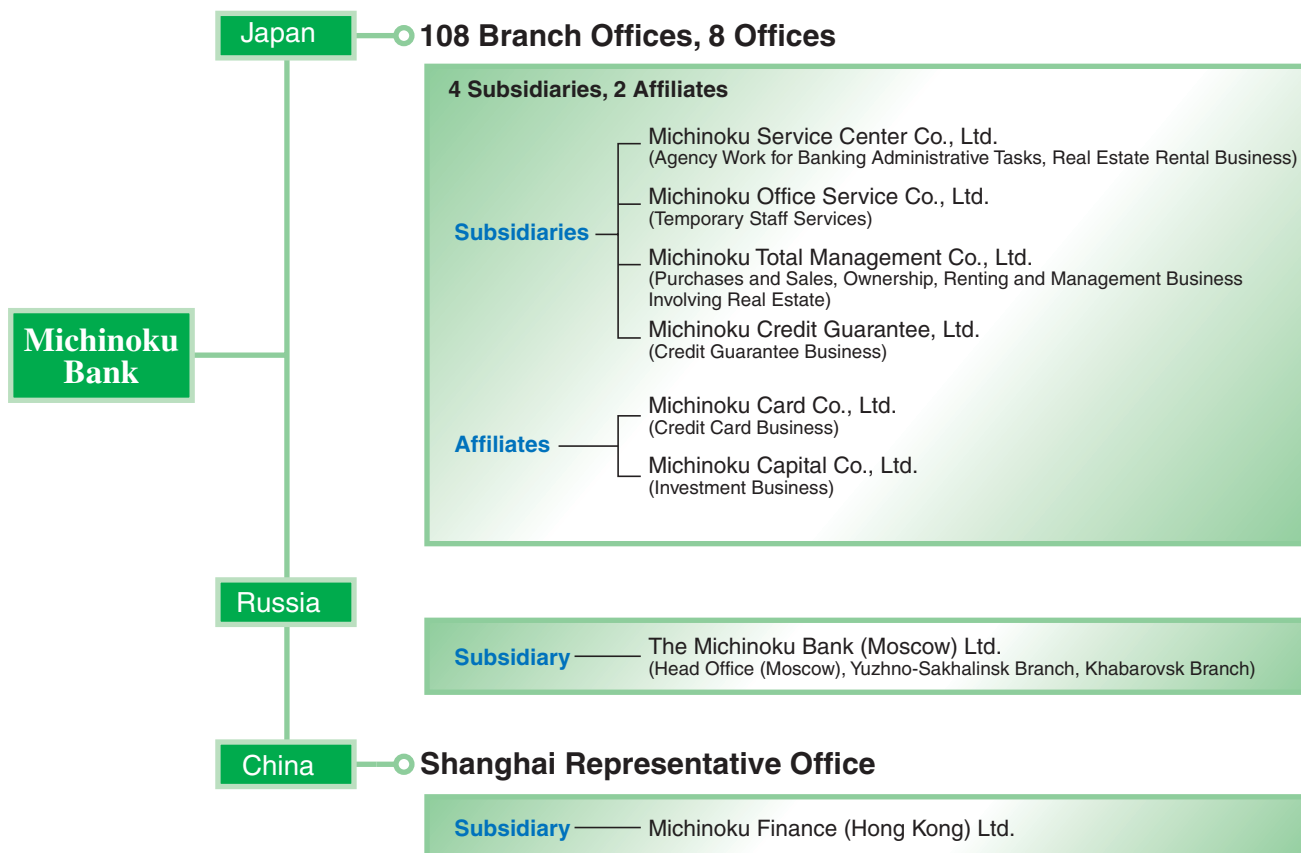 Japan
108 Branch Offices, 8 Offices
4 Subsidiaries, 2 Affiliates
Subsidiaries
Michinoku Service Center Co., Ltd.
(Agency Work for Banking Administrative Tasks, Real Estate Rental Business)
Michinoku Office Service Co., Ltd.
(Temporary Staff Services)
Michinoku Total Management Co., Ltd.
(Purchases and Sales, Ownership, Renting and Management Business
Involving Real Estate)
Michinoku Credit Guarantee, Ltd.
(Credit Guarantee Business)
Affiliates
Michinoku Card Co., Ltd.
(Credit Card Business)
Michinoku Capital Co., Ltd.
(Investment Business)
Michinoku
Bank
Russia
Subsidiary
The Michinoku Bank (Moscow) Ltd.
(Head Office (Moscow), Yuzhno-Sakhalinsk Branch, Khabarovsk Branch)
China
Shanghai Representative Office
Subsidiary
Michinoku Finance (Hong Kong) Ltd.